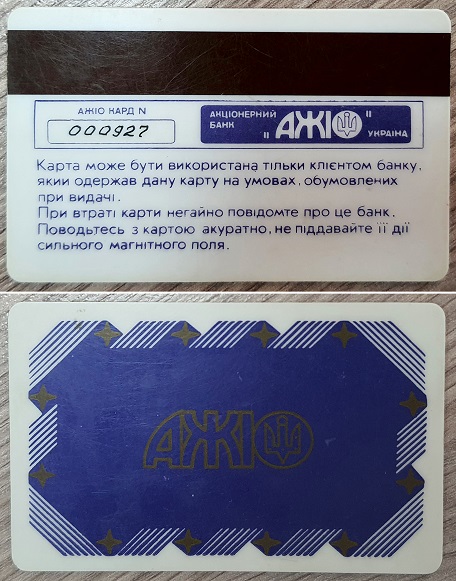 АЖІО КАРД N
000927
АКЦІОНЕРНИЙ
БАНК
"АЖІО"
УКРАЇНА
Карта може бути використана тільки клієнтом банку,
який одержав дану карту на умовах, обумовлених
при видачі.
При втраті карти негайно повідомте про це банк.
Поводьтесь з картою акуратно, не піддавайте її дії
сильного магнітного поля.
АЖІО